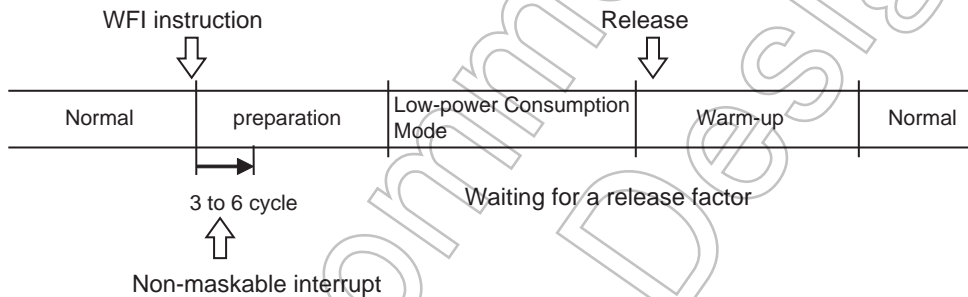 WFI instruction
Release
Normal
preparation
Low-power Consumption
Mode
Warm-up
Normal
3 to 6 cycle
Waiting for a release factor
Non-maskable interrupt